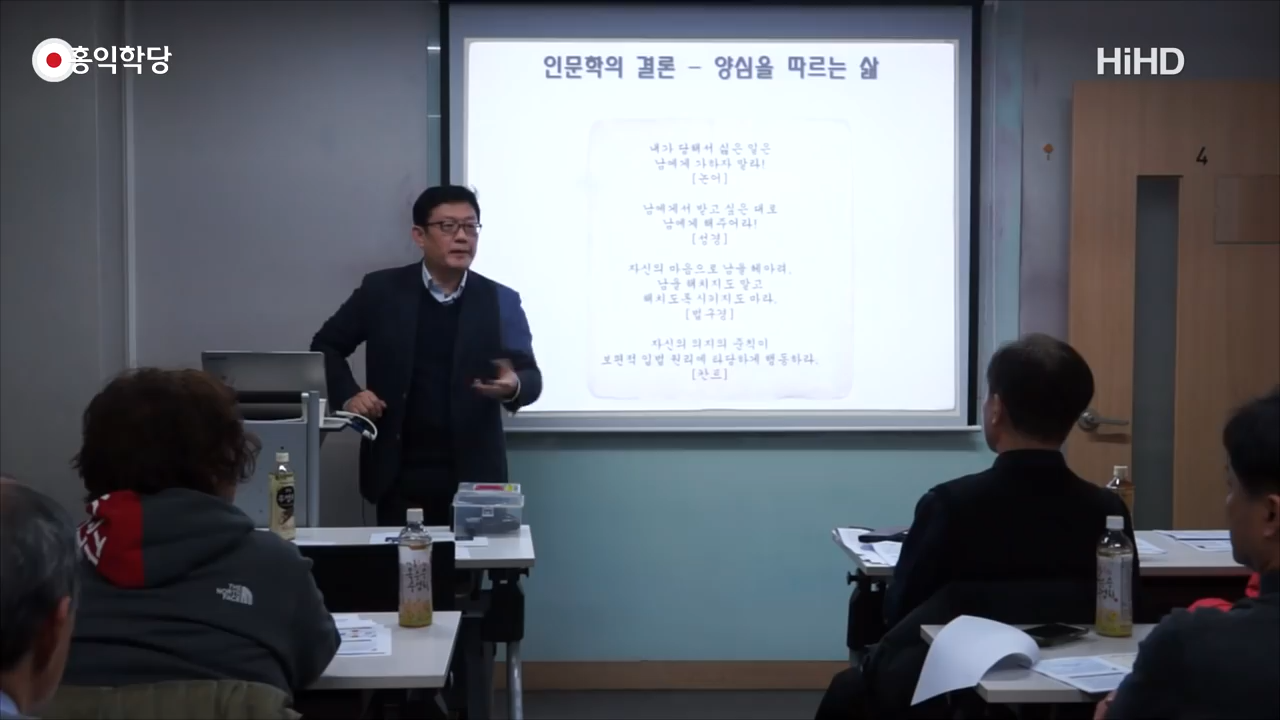 홍익학당
HiHD
인문학의 결론 – 양심을 따르는 삶
내가 당해서 싫은 일은
남에게 가하지 말라!
[논어]
남에게서 받고 싶은 대로
남에게 해주어라!
[성경]
자신의 마음으로 남을 헤아려,
남을 해치지도 말고
해치도록 시키지도 마라.
[법구경]
자신의 의지의 준칙이
보편적 입법 원리에 타당하게 행동하라.
[칸트]
4
THE
NORTH
FACE